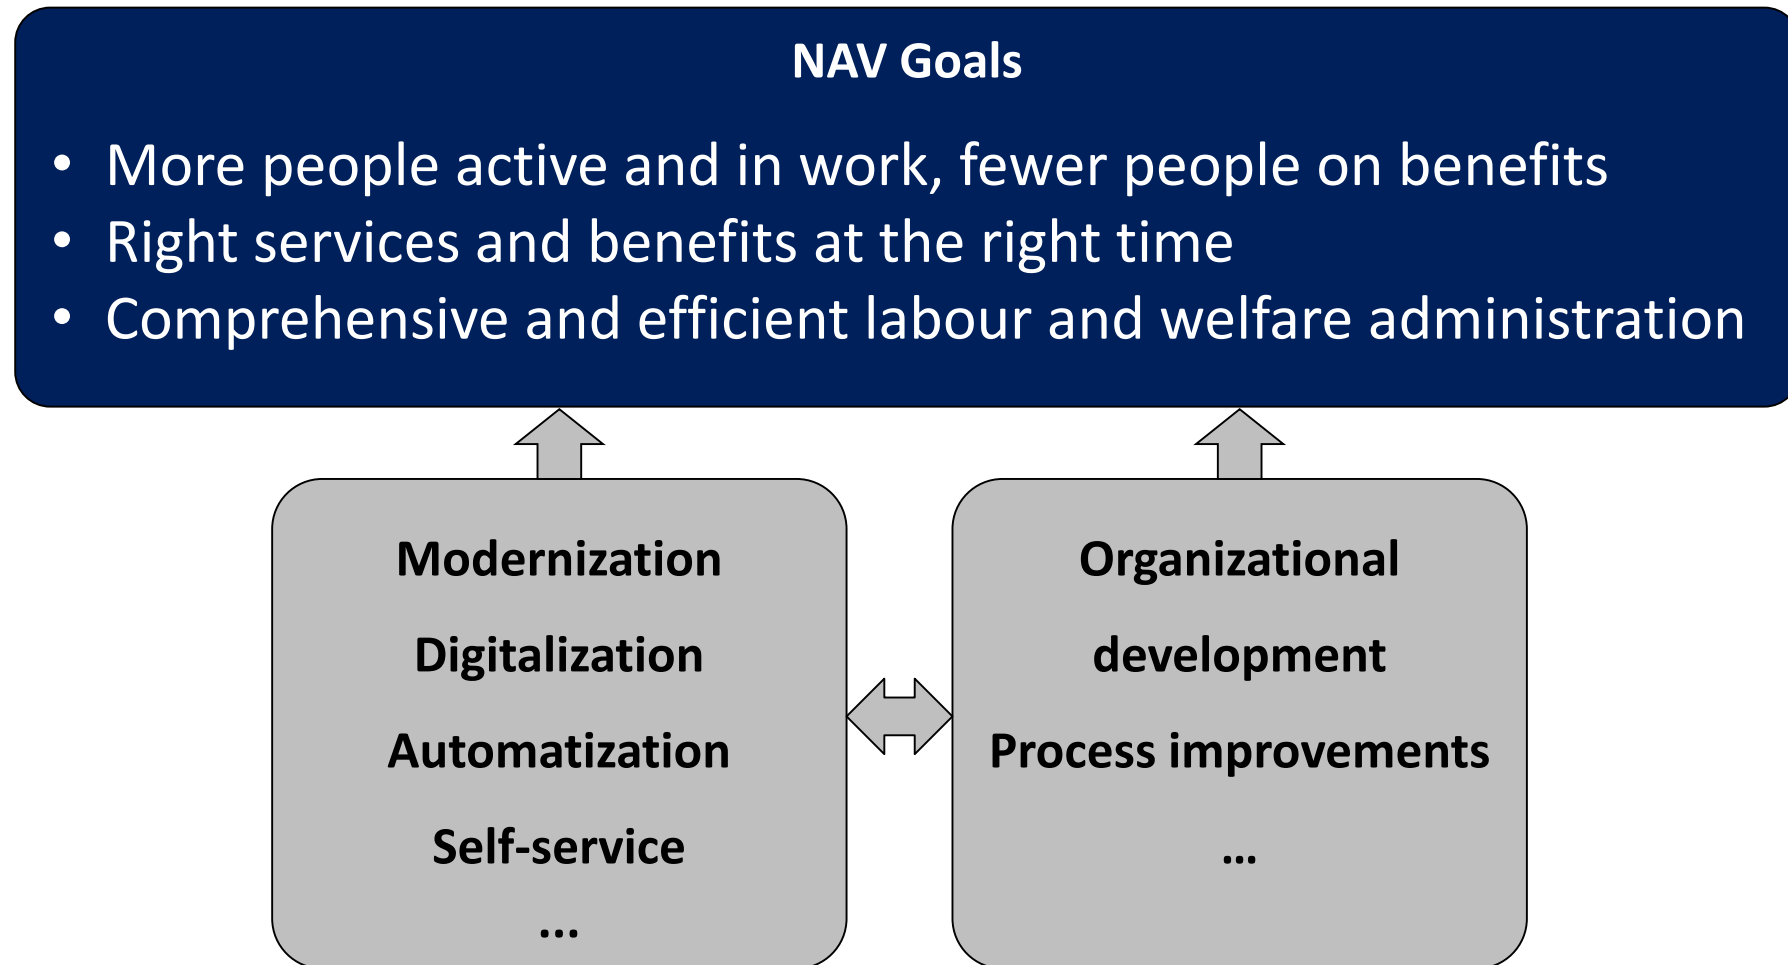 NAV Goals
• More people active and in work, fewer people on benefits
• Right services and benefits at the right time
• Comprehensive and efficient labour and welfare administration
Modernization
Digitalization
Automatization
Self-service
...
Organizational
development
Process improvements
...